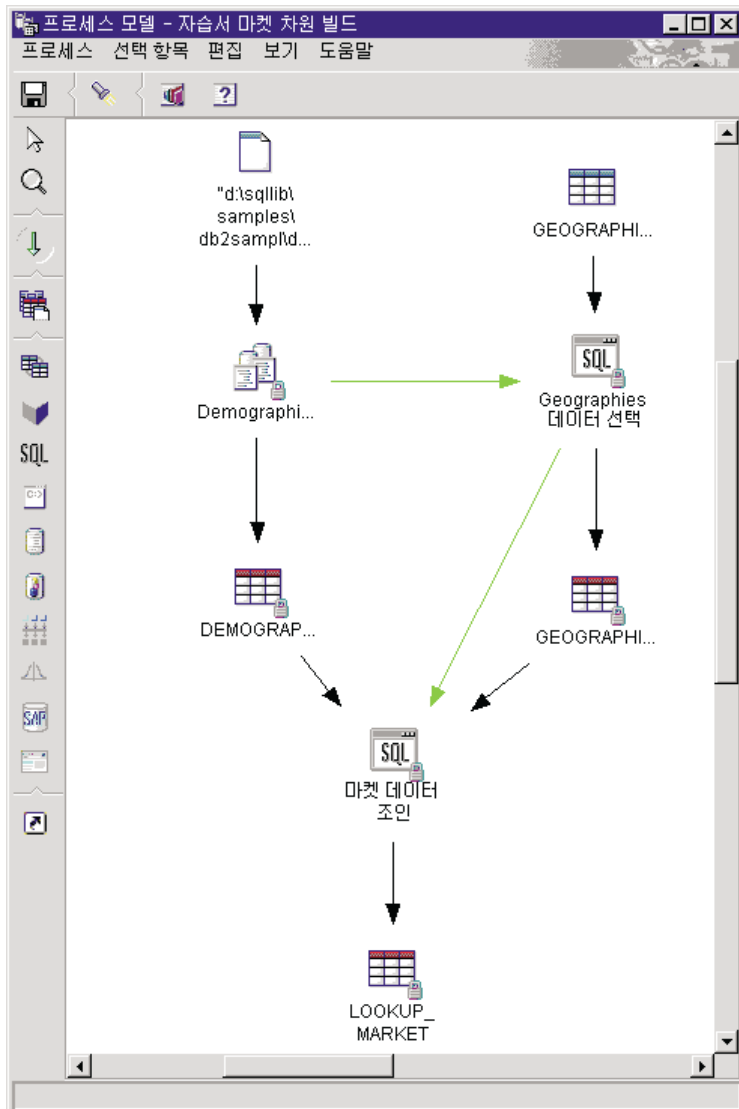 프로세스 모델 - 자습서 마켓 차원 빌드
프로세스 선택 항목 편집 보기 도움말
"d:\sqllib\
samples\
db2sampl\d...
GEOGRAPHI...
Demographi...
SQL
Geographies
데이터 선택
SQL
DEMOGRAP...
GEOGRAPHI...
SAP
SQL
마켓 데이터
조인
LOOKUP_
MARKET